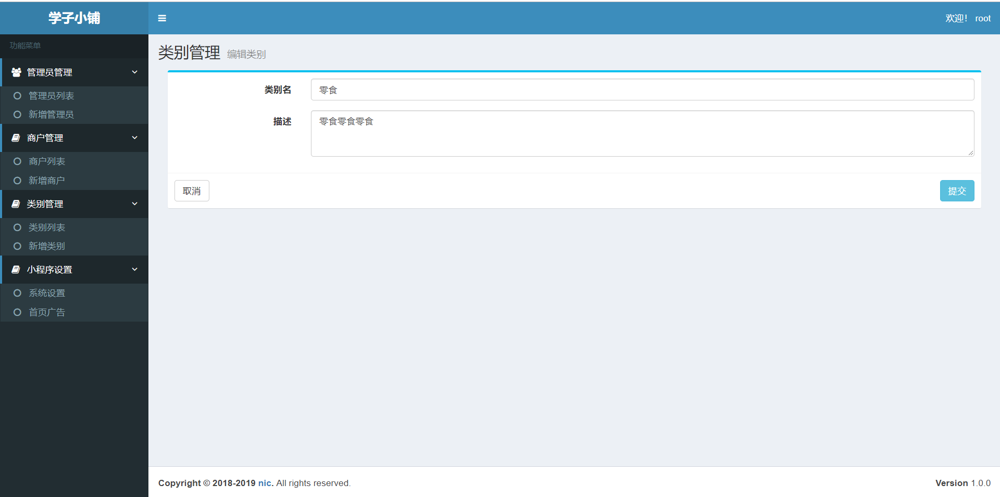 学子小铺
欢迎！ root
功能菜单
管理员管理
管理员列表
新增管理员
商户管理
商户列表
新增商户
类别管理
类别列表
新增类别
小程序设置
系统设置
首页广告
类别管理 编辑类别
类别名 零食
描述 零食零食零食
取消 提交
Copyright © 2018-2019 nic. All rights reserved. Version 1.0.0